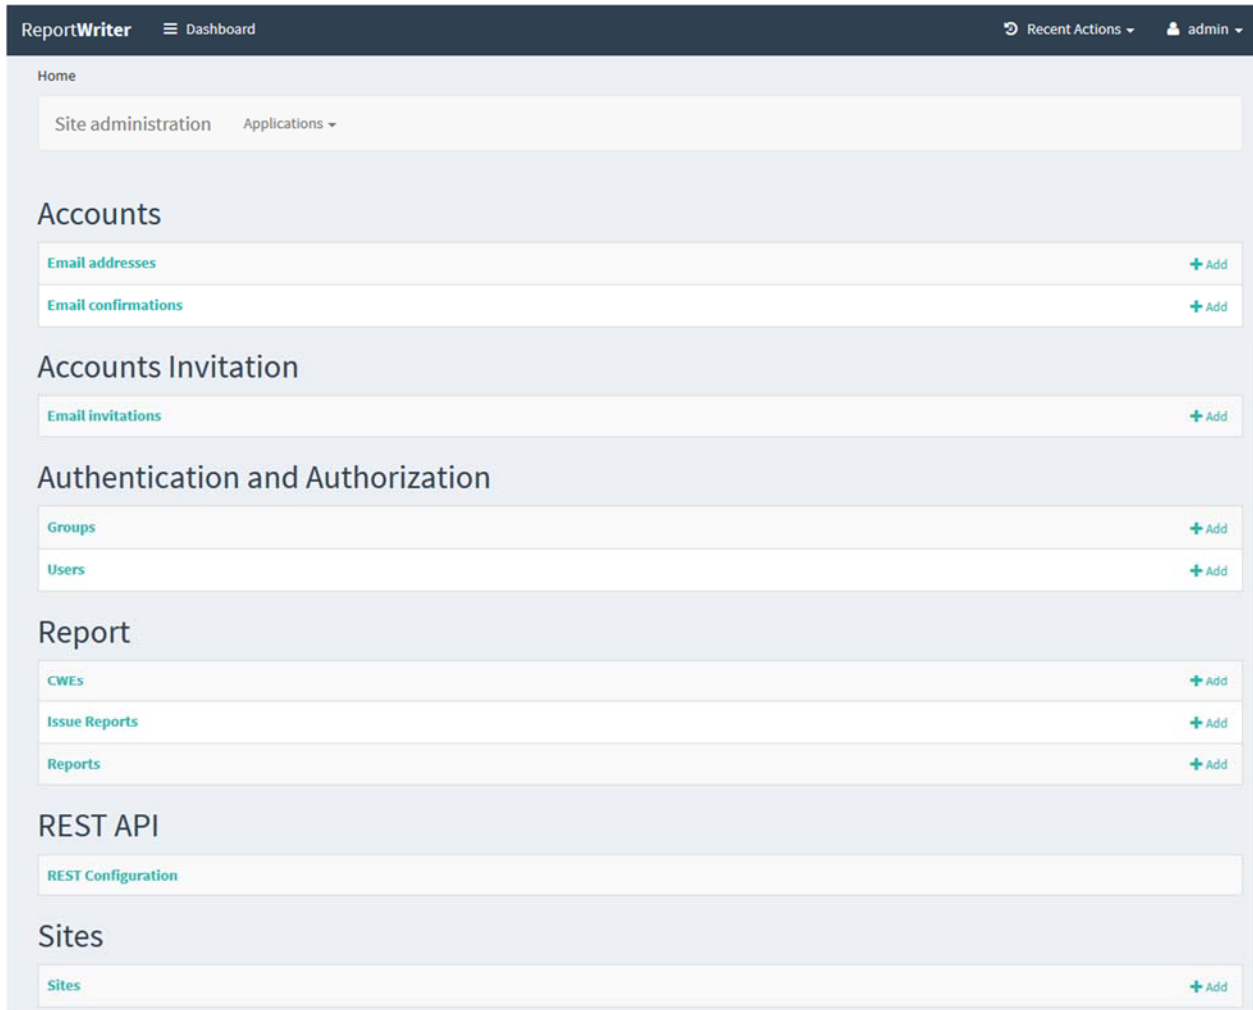 ReportWriter Dashboard Recent Actions admin
Home
Site administration Applications
Accounts
Email addresses Add
Email confirmations Add
Accounts Invitation
Email invitations Add
Authentication and Authorization
Groups Add
Users Add
Report
CWEs Add
Issue Reports Add
Reports Add
REST API
REST Configuration
Sites
Sites Add